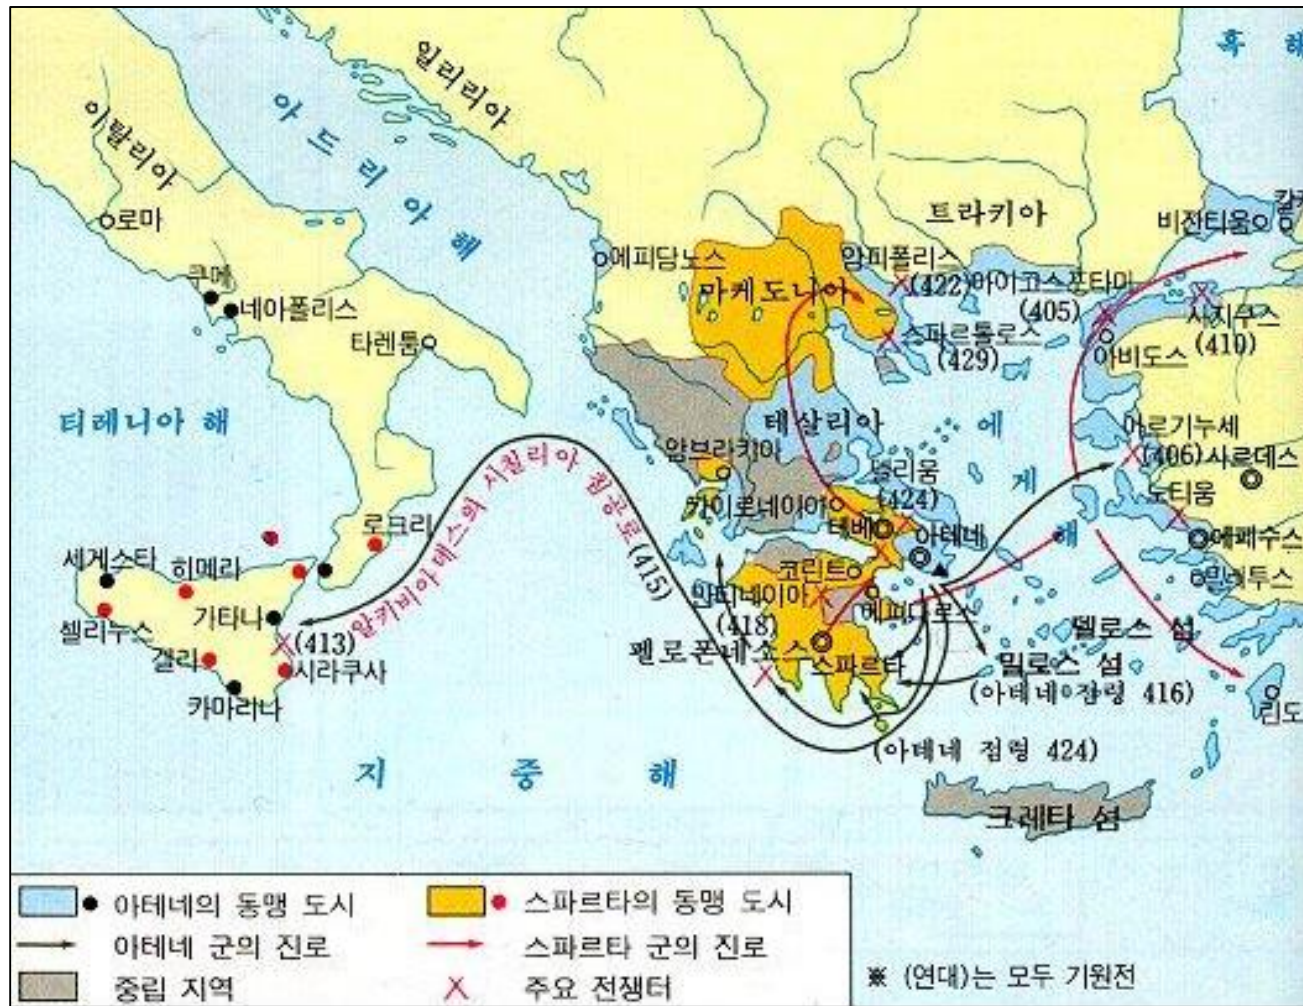 흑 해
일리리아
아드리아해
이탈리아
로마
트라키아
비잔티움
에피담노스
암피폴리스
(422)
아이고스포타미
(405)
쿠메
네아폴리스
마케도니아
스파르톨로스
(429)
시지쿠스
(410)
아비도스
타렌툼
티레니아 해
테살리아
에게해
아르기누세
(406)
사르데스
암브라키아
델리움
(424)
노티움
카이로네이아
테베
아테네
에페수스
로크리
알키비아데스의 시칠리아 침공로(415)
세게스타
히메라
코린트
밀레투스
만티네이아
(418)
에피다로스
기타나
셀리누스
(413)
델로스 섬
펠로폰네소스
스파르타
밀로스 섬
(아테네 점령 416)
겔라
시라쿠사
카마리나
린도
(아테네 점령 424)
지 중 해
크레타 섬
아테네의 동맹 도시
스파르타의 동맹 도시
아테네 군의 진로
스파르타 군의 진로
중립 지역
주요 전쟁터
※ (연대)는 모두 기원전